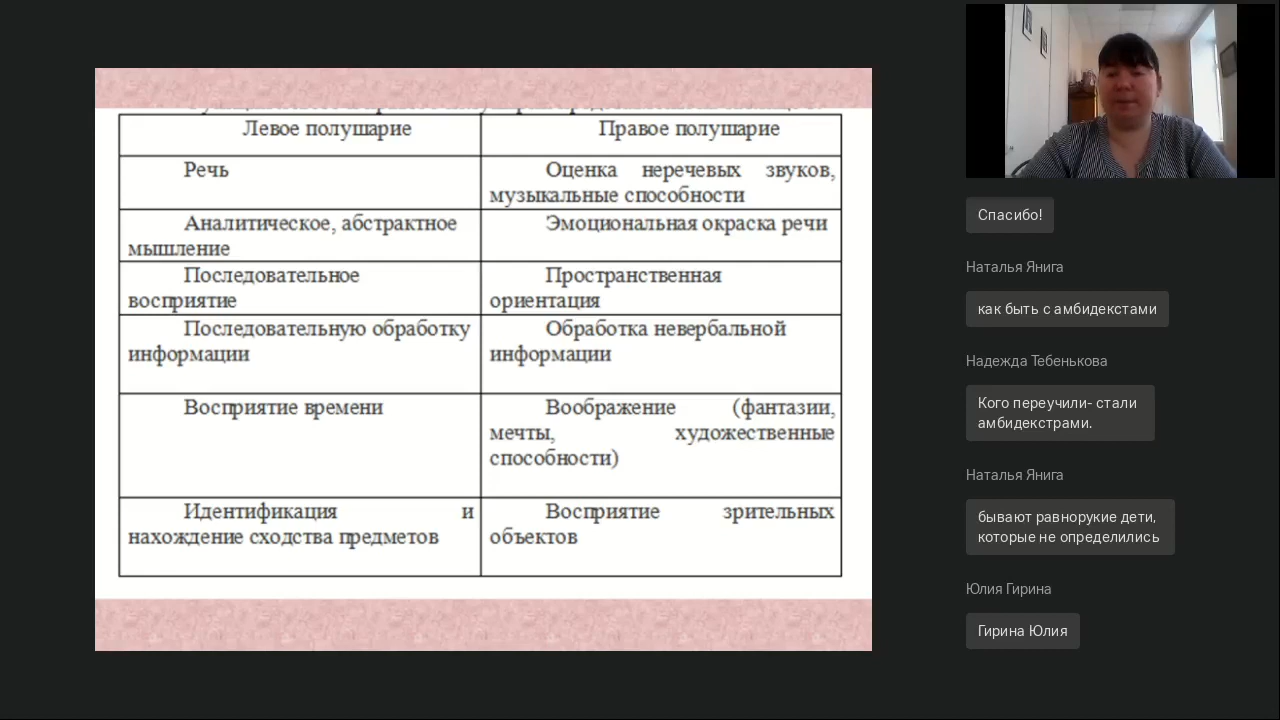 Левое полушарие
Правое полушарие
Речь
Оценка неречевых звуков,
музыкальные способности
Аналитическое, абстрактное
мышление
Эмоциональная окраска речи
Последовательное
восприятие
Пространственная
ориентация
Последовательную обработку
информации
Обработка невербальной
информации
Восприятие времени
Воображение (фантазии,
мечты, художественные
способности)
Идентификация и
нахождение сходства предметов
Восприятие зрительных
объектов
Спасибо!
Наталья Янига
как быть с амбидекстами
Надежда Тебенькова
Кого переучили- стали
амбидекстрами.
Наталья Янига
бывают равнорукие дети,
которые не определились
Юлия Гирина
Гирина Юлия